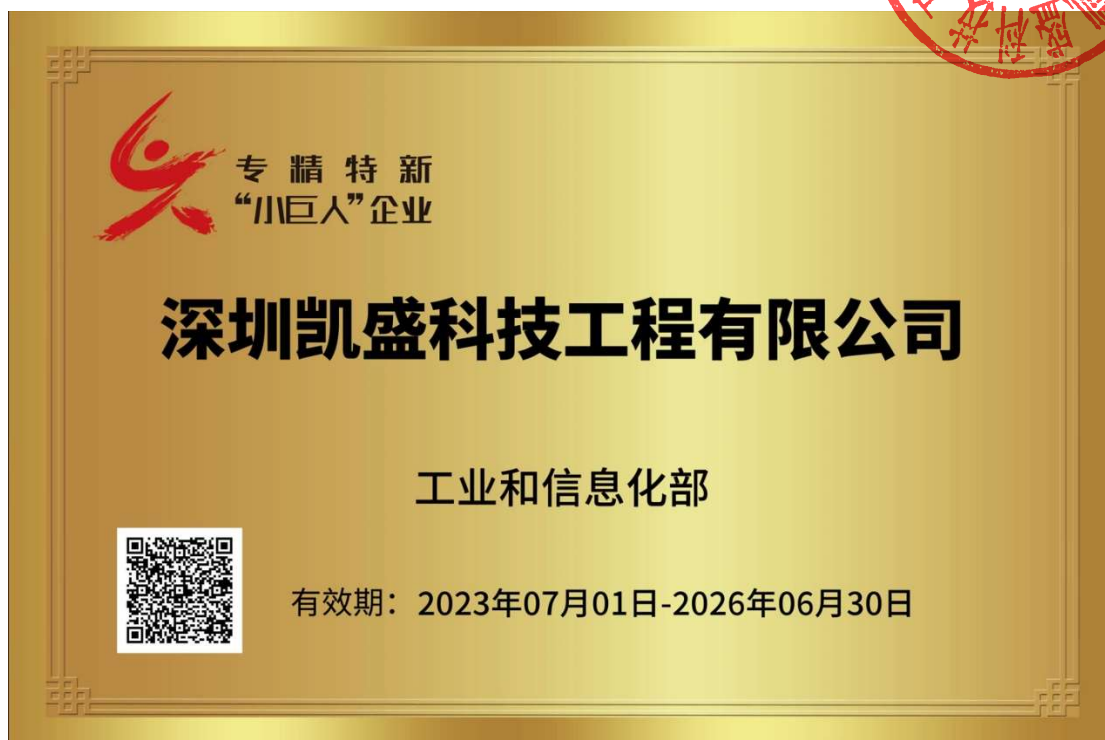 专精特新
“小巨人”企业
深圳凯盛科技工程有限公司
工业和信息化部
有效期：2023年07月01日-2026年06月30日